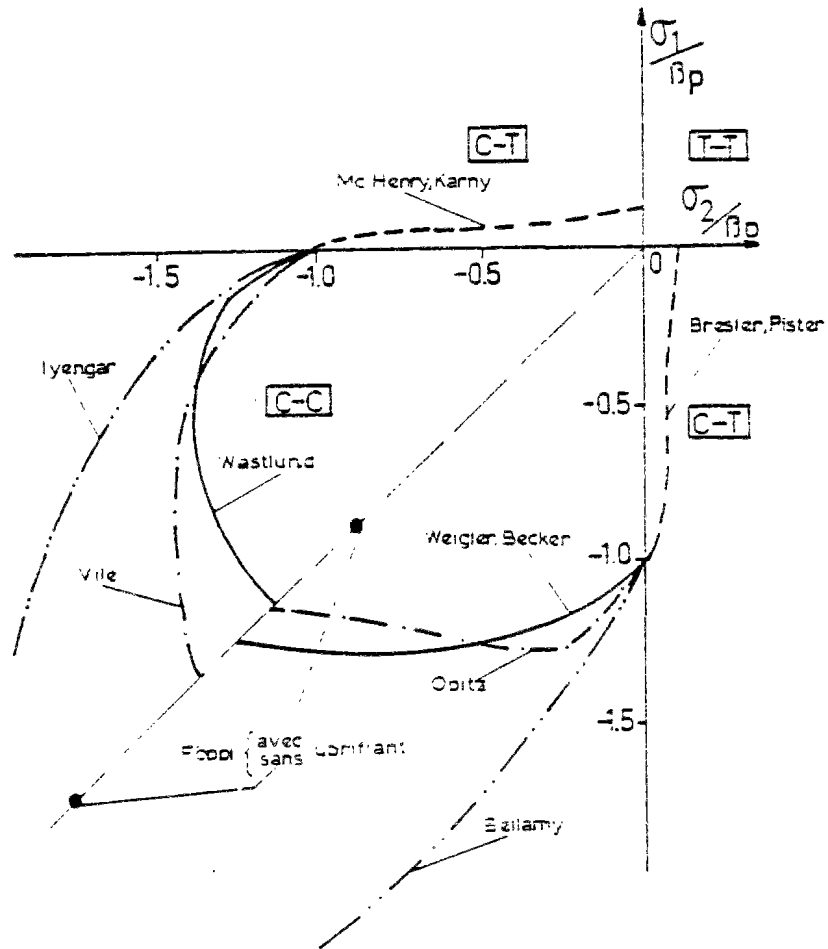 σ1/βp
C-T
T-T
Mc Henry, Karny
σ2/βp
-1.5
-1.0
-0.5
0
Iyengar
Bresler, Pister
-0.5
C-C
C-T
Wastlund
Weigler, Becker
-1.0
Vile
Opitz
-1.5
avec
sans
Lubrifiant
Bellamy